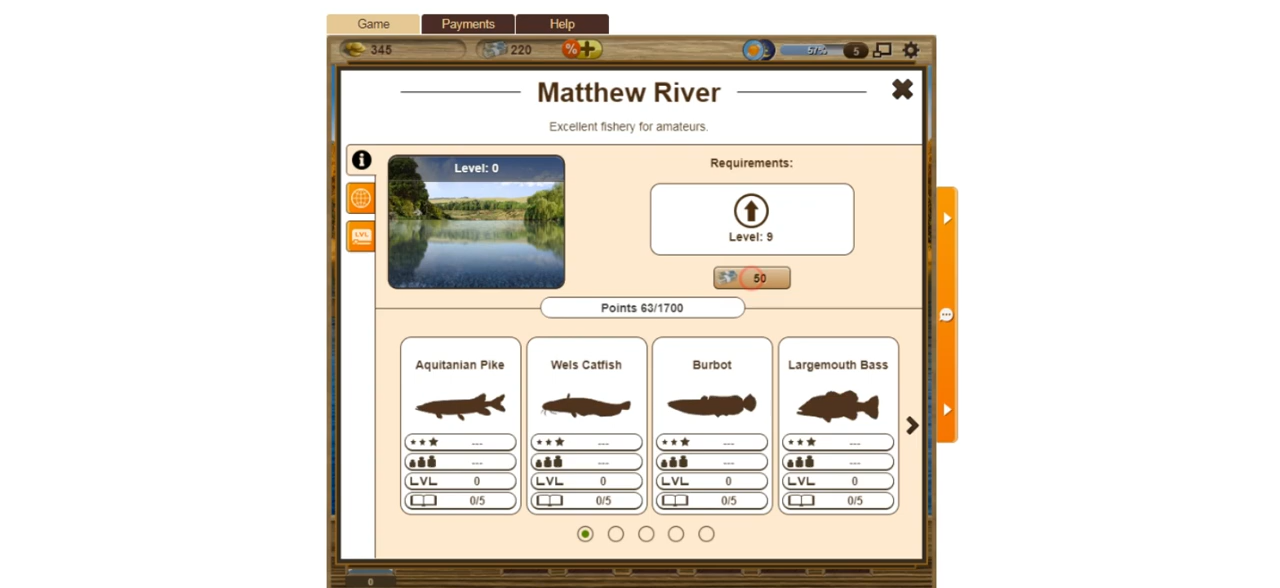 Game Payments Help
345 220 % 57% 5
Matthew River
Excellent fishery for amateurs.
Level: 0
Requirements:
Level: 9
LVL
50
Points 63/1700
Aquitanian Pike Wels Catfish Burbot Largemouth Bass
--- --- --- ---
--- --- --- ---
LVL 0 LVL 0 LVL 0 LVL 0
0/5 0/5 0/5 0/5
0